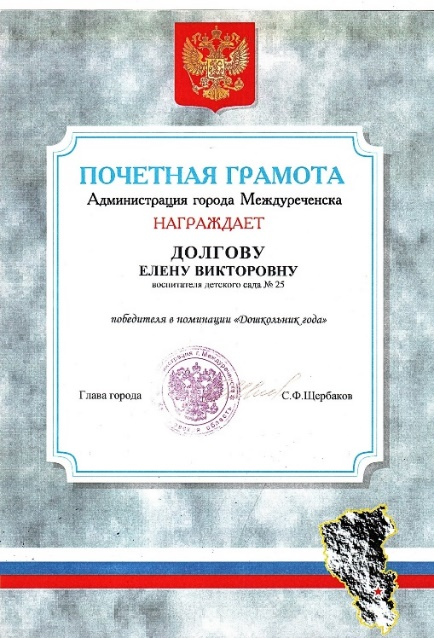 ПОЧЕТНАЯ ГРАМОТА
Администрация города Междуреченска
НАГРАЖДАЕТ
ДОЛГОВУ
ЕЛЕНУ ВИКТОРОВНУ
воспитателя детского сада № 25
победителя в номинации «Дошкольник года»
Глава города
С.Ф.Щербаков